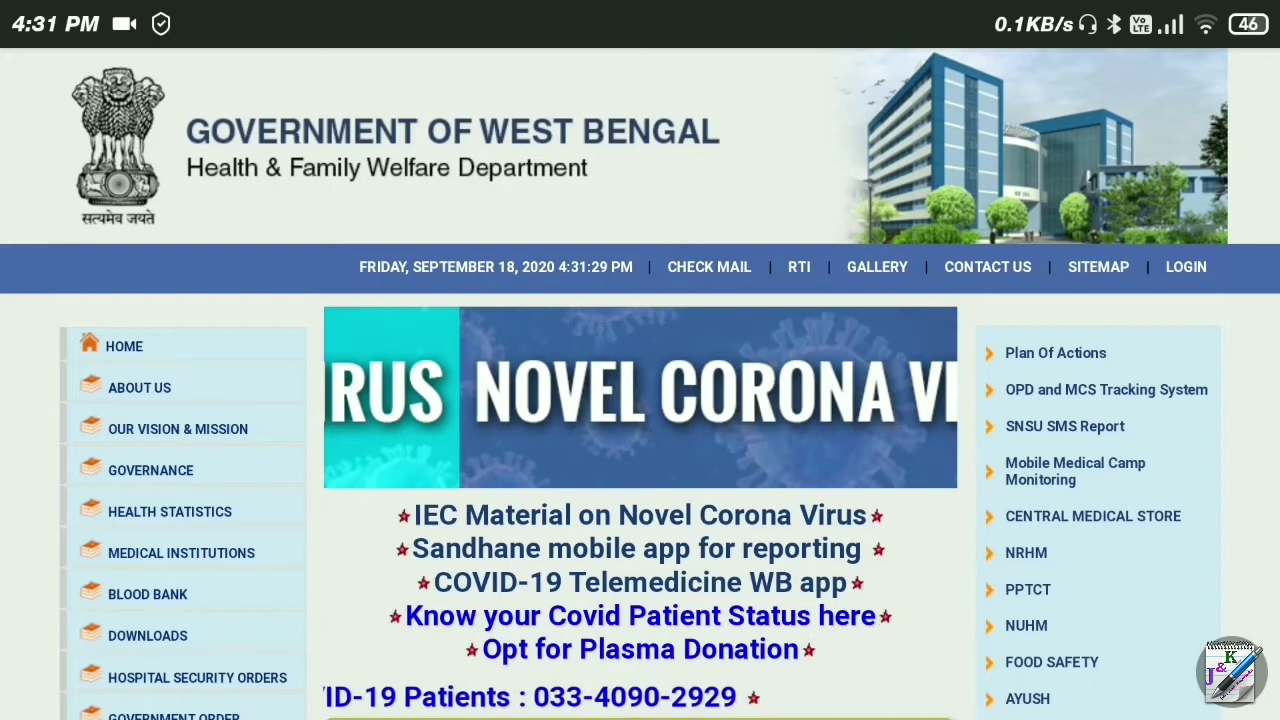 4:31 PM
0.1KB/s
Vo
LTE
46
GOVERNMENT OF WEST BENGAL
Health & Family Welfare Department
सत्यमेव जयते
FRIDAY, SEPTEMBER 18, 2020 4:31:29 PM | CHECK MAIL | RTI | GALLERY | CONTACT US | SITEMAP | LOGIN
HOME
ABOUT US
OUR VISION & MISSION
GOVERNANCE
HEALTH STATISTICS
MEDICAL INSTITUTIONS
BLOOD BANK
DOWNLOADS
HOSPITAL SECURITY ORDERS
GOVERNMENT ORDER
IRUS NOVEL CORONA VI
IEC Material on Novel Corona Virus
Sandhane mobile app for reporting
COVID-19 Telemedicine WB app
Know your Covid Patient Status here
Opt for Plasma Donation
ID-19 Patients : 033-4090-2929
Plan Of Actions
OPD and MCS Tracking System
SNSU SMS Report
Mobile Medical Camp
Monitoring
CENTRAL MEDICAL STORE
NRHM
PPTCT
NUHM
FOOD SAFETY
AYUSH
J&K